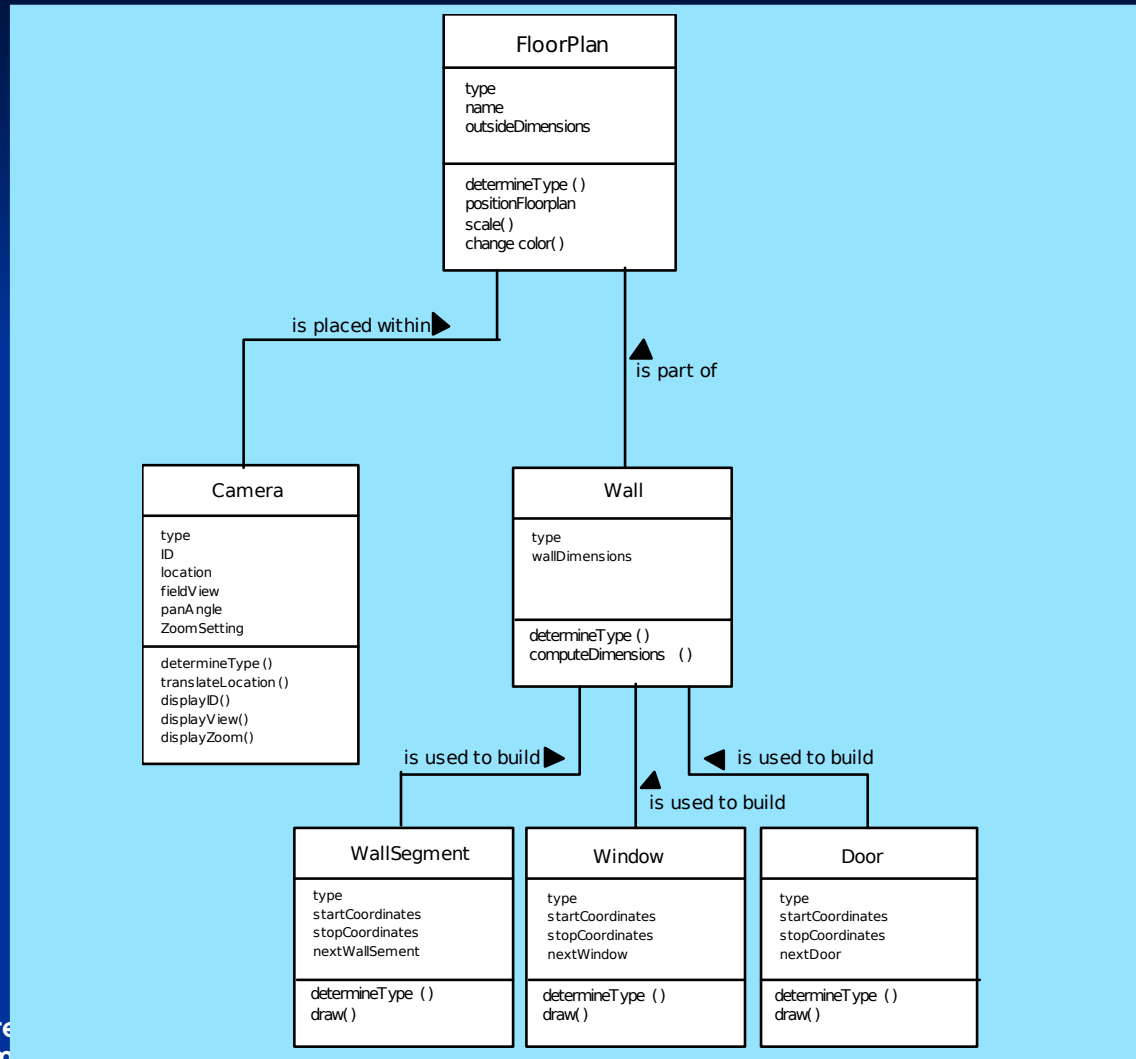 FloorPlan
type
name
outsideDimensions
determineType ( )
positionFloorplan
scale( )
change color( )
is placed within
is part of
Camera
type
ID
location
fieldView
panAngle
ZoomSetting
determineType ( )
translateLocation ( )
displayID()
displayView()
displayZoom()
Wall
type
wallDimensions
determineType ( )
computeDimensions ( )
is used to build
is used to build
is used to build
WallSegment
type
startCoordinates
stopCoordinates
nextWallSement
determineType ( )
draw( )
Window
type
startCoordinates
stopCoordinates
nextWindow
determineType ( )
draw( )
Door
type
startCoordinates
stopCoordinates
nextDoor
determineType ( )
draw( )